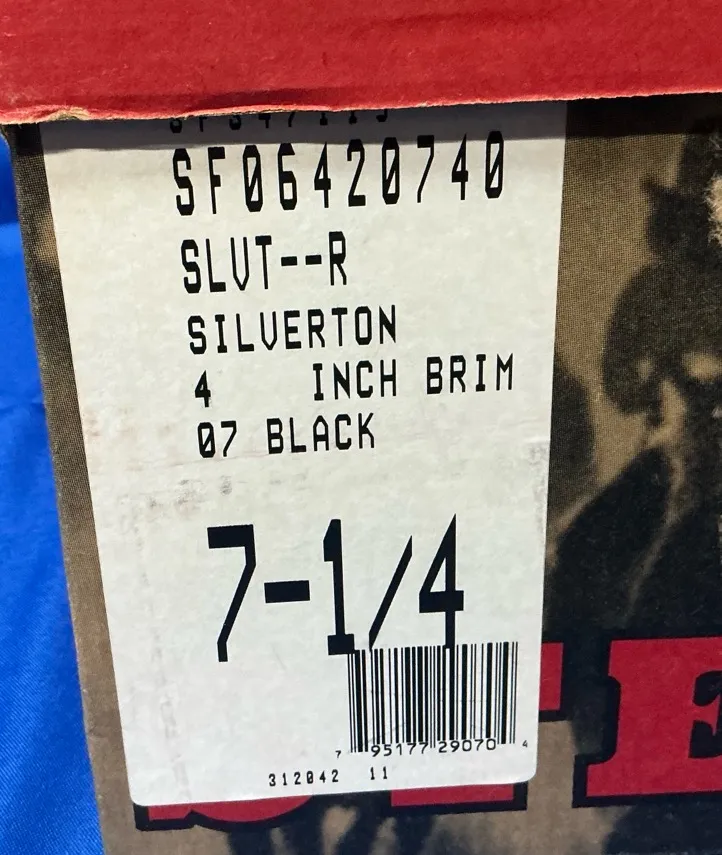 SF06420740
SLVT--R
SILVERTON
4 INCH BRIM
07 BLACK
7-1/4
7 95177 29070 4
312042 11